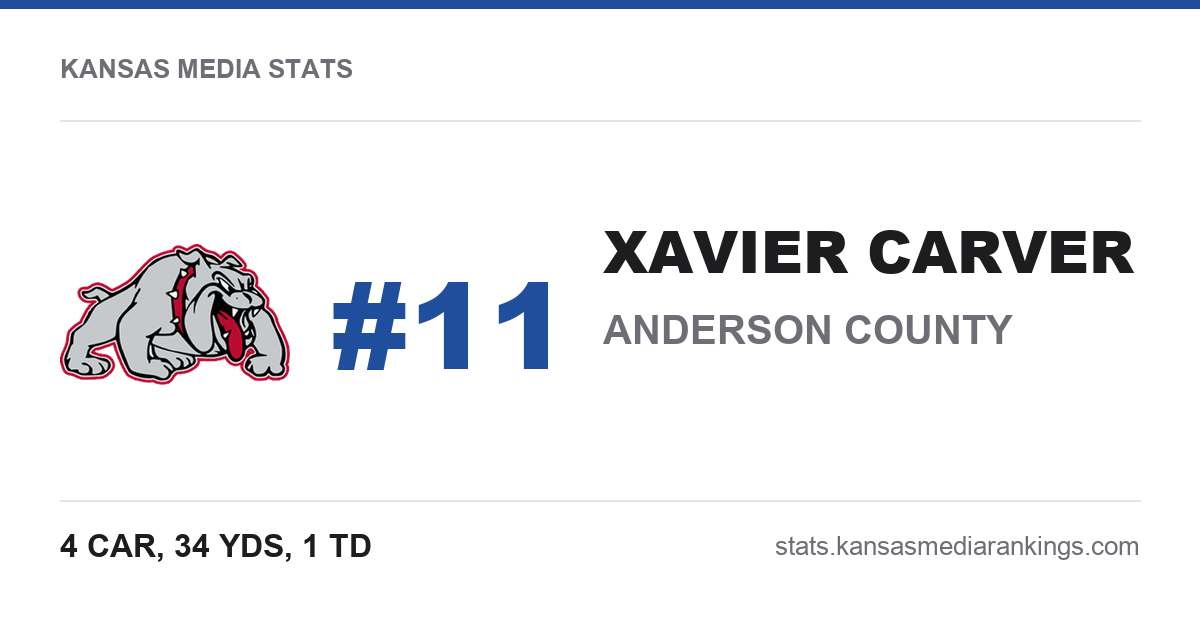 KANSAS MEDIA STATS
#11
XAVIER CARVER
ANDERSON COUNTY
4 CAR, 34 YDS, 1 TD
stats.kansasmediarankings.com